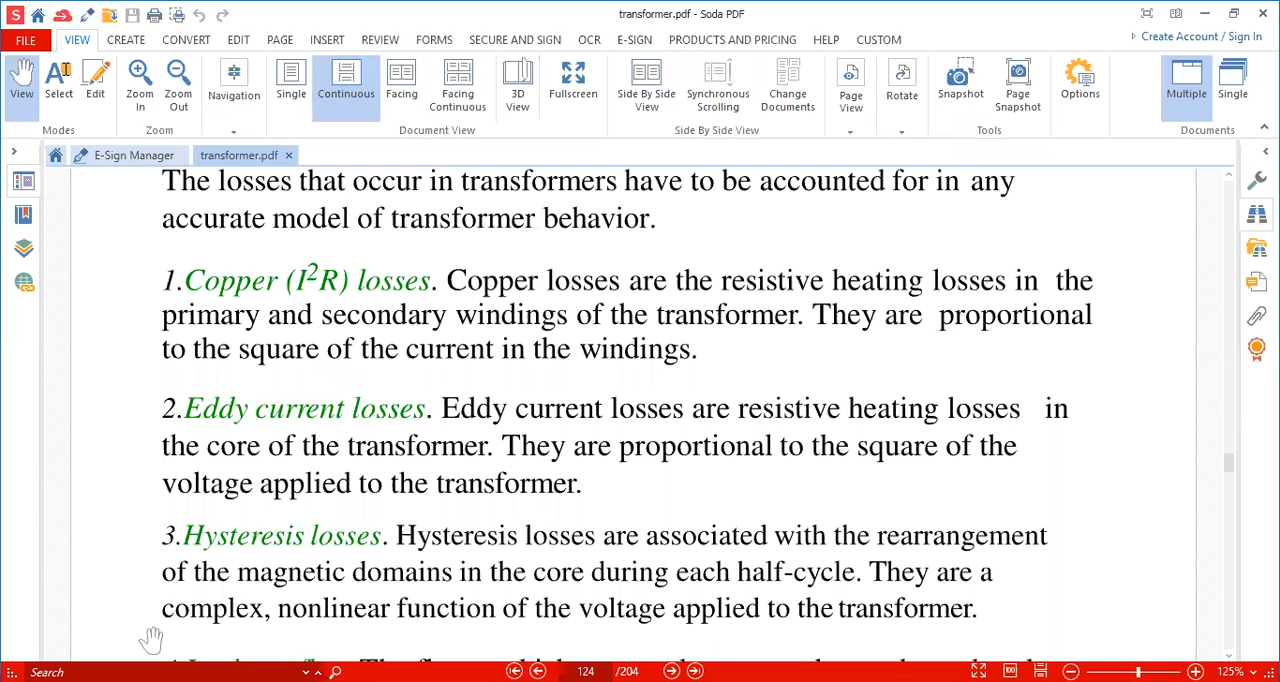 transformer.pdf - Soda PDF
FILE VIEW CREATE CONVERT EDIT PAGE INSERT REVIEW FORMS SECURE AND SIGN OCR E-SIGN PRODUCTS AND PRICING HELP CUSTOM Create Account / Sign In
View Select Edit Zoom In Zoom Out Navigation Single Continuous Facing Facing Continuous 3D View Fullscreen Side By Side View Synchronous Scrolling Change Documents Page View Rotate Snapshot Page Snapshot Options Multiple Single
Modes Zoom Document View Side By Side View Tools Documents
E-Sign Manager transformer.pdf
The losses that occur in transformers have to be accounted for in any
accurate model of transformer behavior.
1.Copper (I²R) losses. Copper losses are the resistive heating losses in the
primary and secondary windings of the transformer. They are proportional
to the square of the current in the windings.
2.Eddy current losses. Eddy current losses are resistive heating losses in
the core of the transformer. They are proportional to the square of the
voltage applied to the transformer.
3.Hysteresis losses. Hysteresis losses are associated with the rearrangement
of the magnetic domains in the core during each half-cycle. They are a
complex, nonlinear function of the voltage applied to the transformer.
Search 124 /204 125%